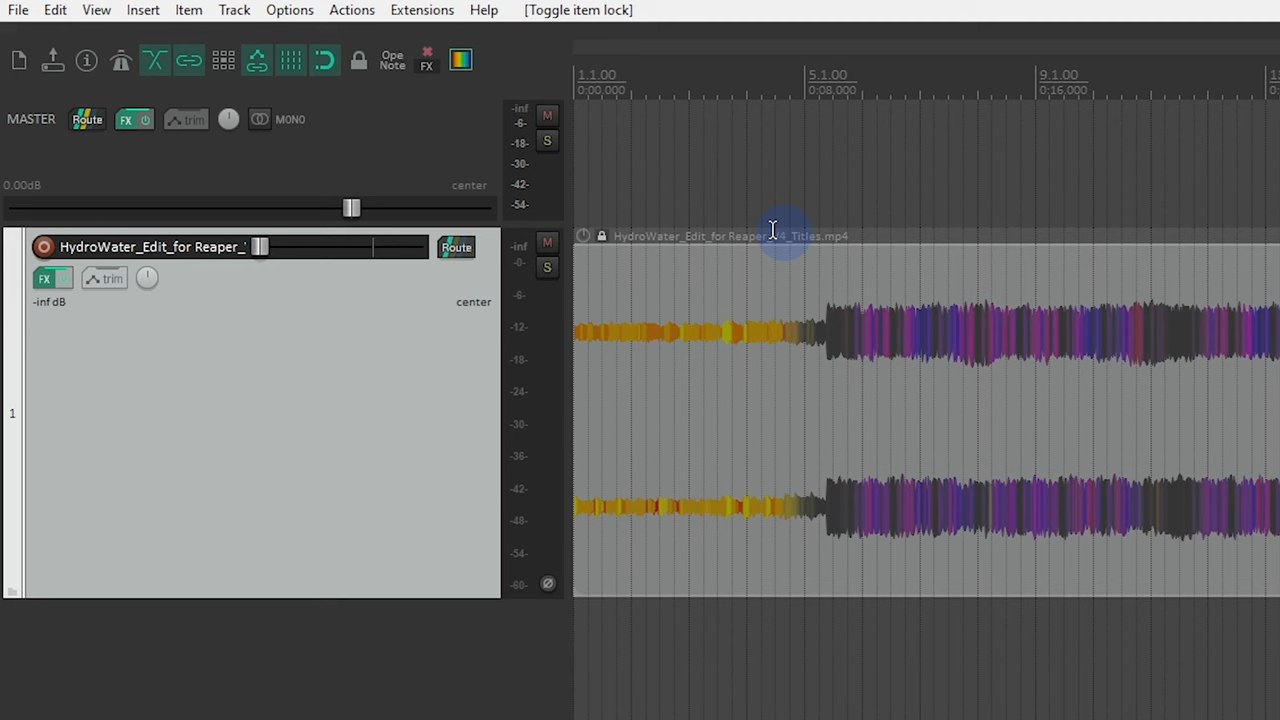 File Edit View Insert Item Track Options Actions Extensions Help [Toggle item lock]
Ope Note
FX
1.1.00 5.1.00 9.1.00
0:00.000 0:08.000 0:16.000
MASTER Route FX trim MONO
0.00dB center
-inf
-6-
-18-
-30-
-42-
-54-
M
S
HydroWater_Edit_for Reaper_' Route
FX trim
-inf dB center
1
-inf
-0-
-6-
-12-
-18-
-24-
-30-
-36-
-42-
-48-
-54-
-60-
M
S
HydroWater_Edit_for Reaper_V4_Titles.mp4